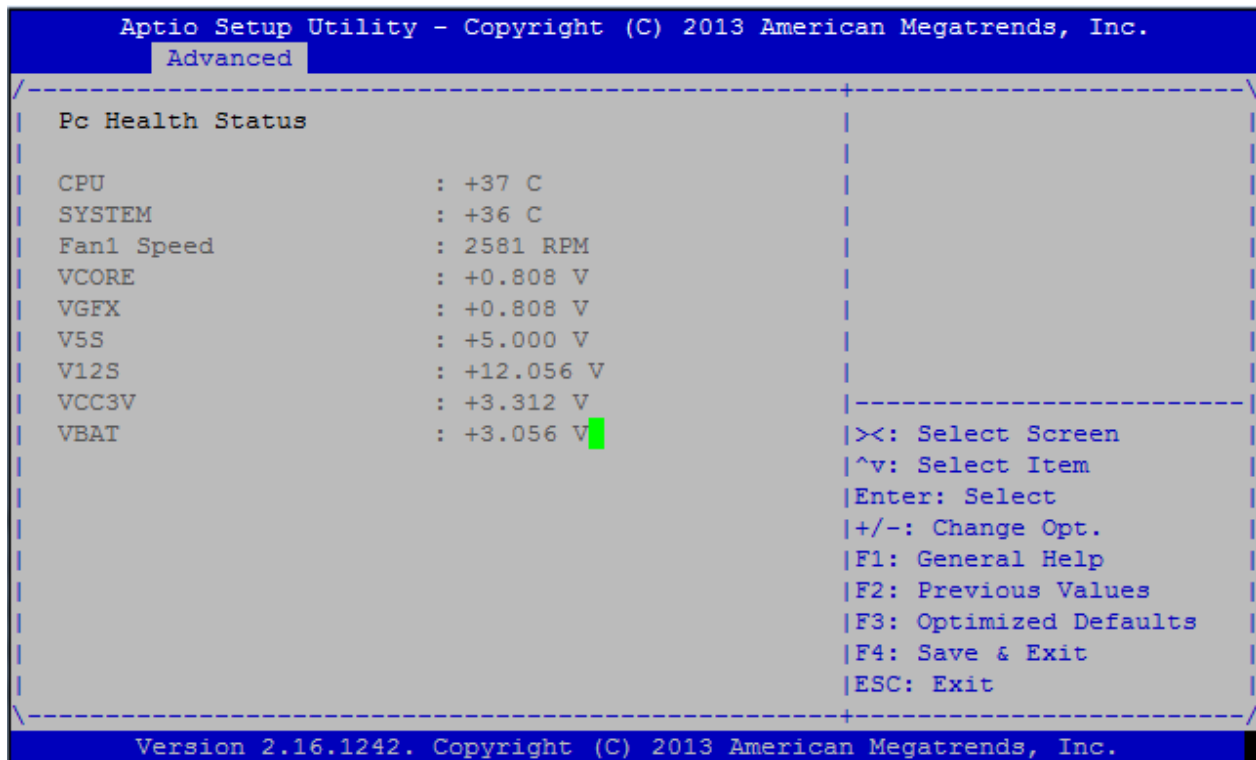 Aptio Setup Utility - Copyright (C) 2013 American Megatrends, Inc.
Advanced
Pc Health Status
CPU : +37 C
SYSTEM : +36 C
Fan1 Speed : 2581 RPM
VCORE : +0.808 V
VGFX : +0.808 V
V5S : +5.000 V
V12S : +12.056 V
VCC3V : +3.312 V
VBAT : +3.056 V
><: Select Screen
^v: Select Item
Enter: Select
+/-: Change Opt.
F1: General Help
F2: Previous Values
F3: Optimized Defaults
F4: Save & Exit
ESC: Exit
Version 2.16.1242. Copyright (C) 2013 American Megatrends, Inc.